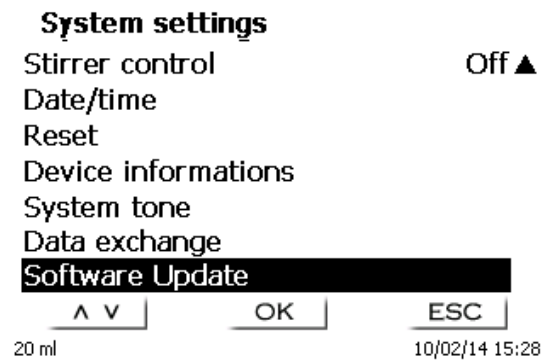 System settings
Stirrer control Off ▲
Date/time
Reset
Device informations
System tone
Data exchange
Software Update
∧ ∨ OK ESC
20 ml 10/02/14 15:28